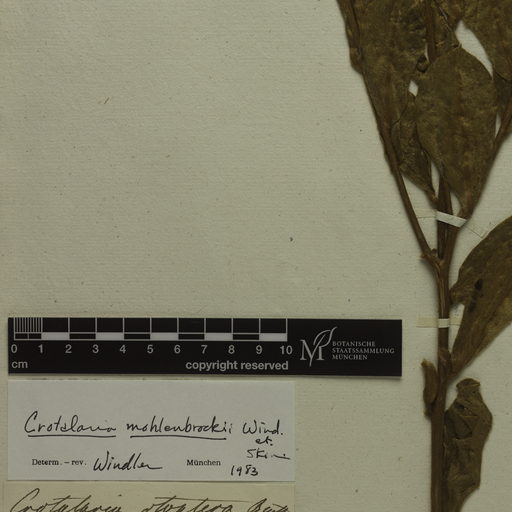 0 1 2 3 4 5 6 7 8 9 10
cm
copyright reserved
M
BOTANISCHE
STAATSSAMMLUNG
MÜNCHEN
Crotalaria mohlenbrockii Wind.
et.
Determ. – rev. Windler München 1983
Crotalaria